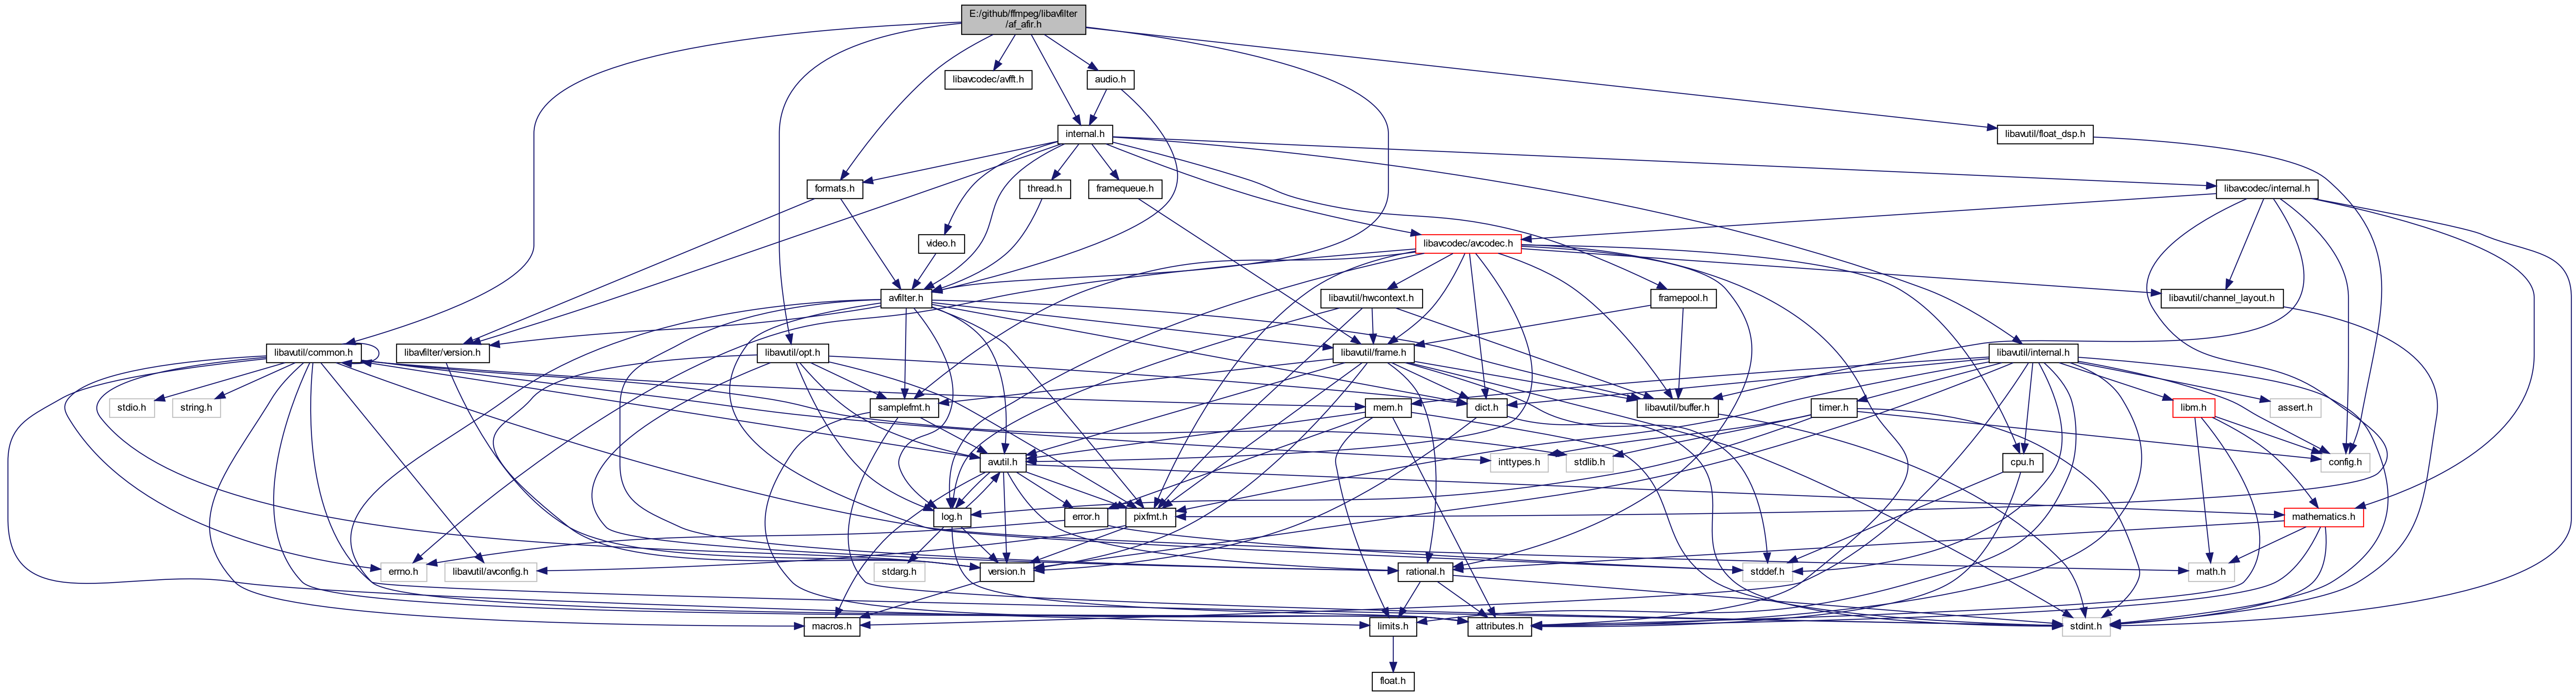 E:/github/ffmpeg/libavfilter
/af_afir.h
libavcodec/avfft.h
audio.h
internal.h
libavutil/float_dsp.h
formats.h
thread.h
framequeue.h
libavcodec/internal.h
video.h
libavcodec/avcodec.h
avfilter.h
libavutil/hwcontext.h
framepool.h
libavutil/channel_layout.h
libavutil/common.h
libavfilter/version.h
libavutil/opt.h
libavutil/frame.h
libavutil/internal.h
stdio.h
string.h
samplefmt.h
mem.h
dict.h
libavutil/buffer.h
timer.h
libm.h
assert.h
avutil.h
inttypes.h
stdlib.h
cpu.h
config.h
log.h
error.h
pixfmt.h
mathematics.h
errno.h
libavutil/avconfig.h
stdarg.h
version.h
rational.h
stddef.h
math.h
macros.h
limits.h
attributes.h
stdint.h
float.h